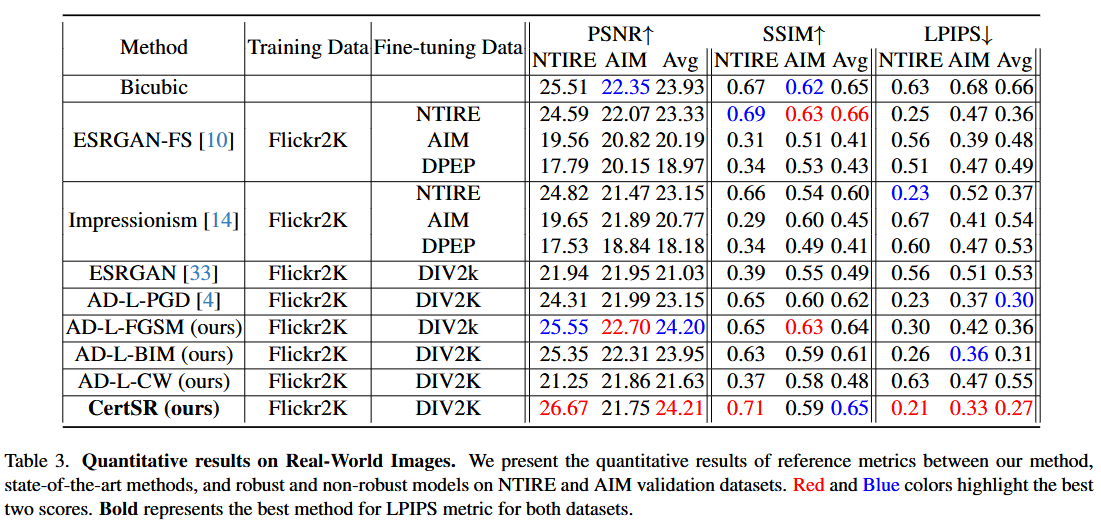 Method Training Data Fine-tuning Data PSNR↑ SSIM↑ LPIPS↓
NTIRE AIM Avg NTIRE AIM Avg NTIRE AIM Avg
Bicubic 25.51 22.35 23.93 0.67 0.62 0.65 0.63 0.68 0.66
NTIRE 24.59 22.07 23.33 0.69 0.63 0.66 0.25 0.47 0.36
ESRGAN-FS [10] Flickr2K AIM 19.56 20.82 20.19 0.31 0.51 0.41 0.56 0.39 0.48
DPEP 17.79 20.15 18.97 0.34 0.53 0.43 0.51 0.47 0.49
NTIRE 24.82 21.47 23.15 0.66 0.54 0.60 0.23 0.52 0.37
Impressionism [14] Flickr2K AIM 19.65 21.89 20.77 0.29 0.60 0.45 0.67 0.41 0.54
DPEP 17.53 18.84 18.18 0.34 0.49 0.41 0.60 0.47 0.53
ESRGAN [33] Flickr2K DIV2k 21.94 21.95 21.03 0.39 0.55 0.49 0.56 0.51 0.53
AD-L-PGD [4] Flickr2K DIV2K 24.31 21.99 23.15 0.65 0.60 0.62 0.23 0.37 0.30
AD-L-FGSM (ours) Flickr2K DIV2k 25.55 22.70 24.20 0.65 0.63 0.64 0.30 0.42 0.36
AD-L-BIM (ours) Flickr2K DIV2K 25.35 22.31 23.95 0.63 0.59 0.61 0.26 0.36 0.31
AD-L-CW (ours) Flickr2K DIV2K 21.25 21.86 21.63 0.37 0.58 0.48 0.63 0.47 0.55
CertSR (ours) Flickr2K DIV2K 26.67 21.75 24.21 0.71 0.59 0.65 0.21 0.33 0.27
Table 3. Quantitative results on Real-World Images. We present the quantitative results of reference metrics between our method,
state-of-the-art methods, and robust and non-robust models on NTIRE and AIM validation datasets. Red and Blue colors highlight the best
two scores. Bold represents the best method for LPIPS metric for both datasets.